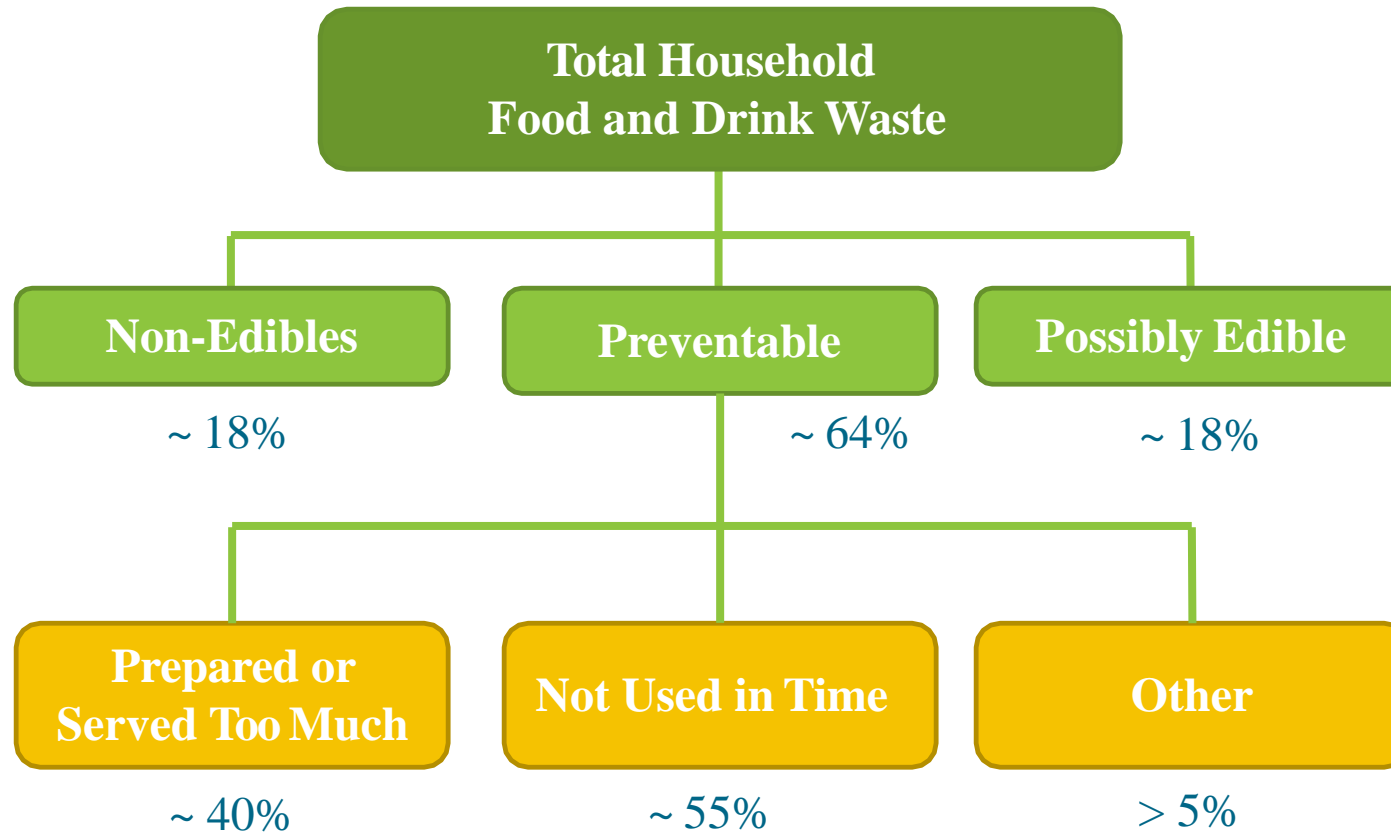 Total Household
Food and Drink Waste
Non-Edibles
Preventable
Possibly Edible
~ 18%
~ 64%
~ 18%
Prepared or
Served Too Much
Not Used in Time
Other
~ 40%
~ 55%
> 5%